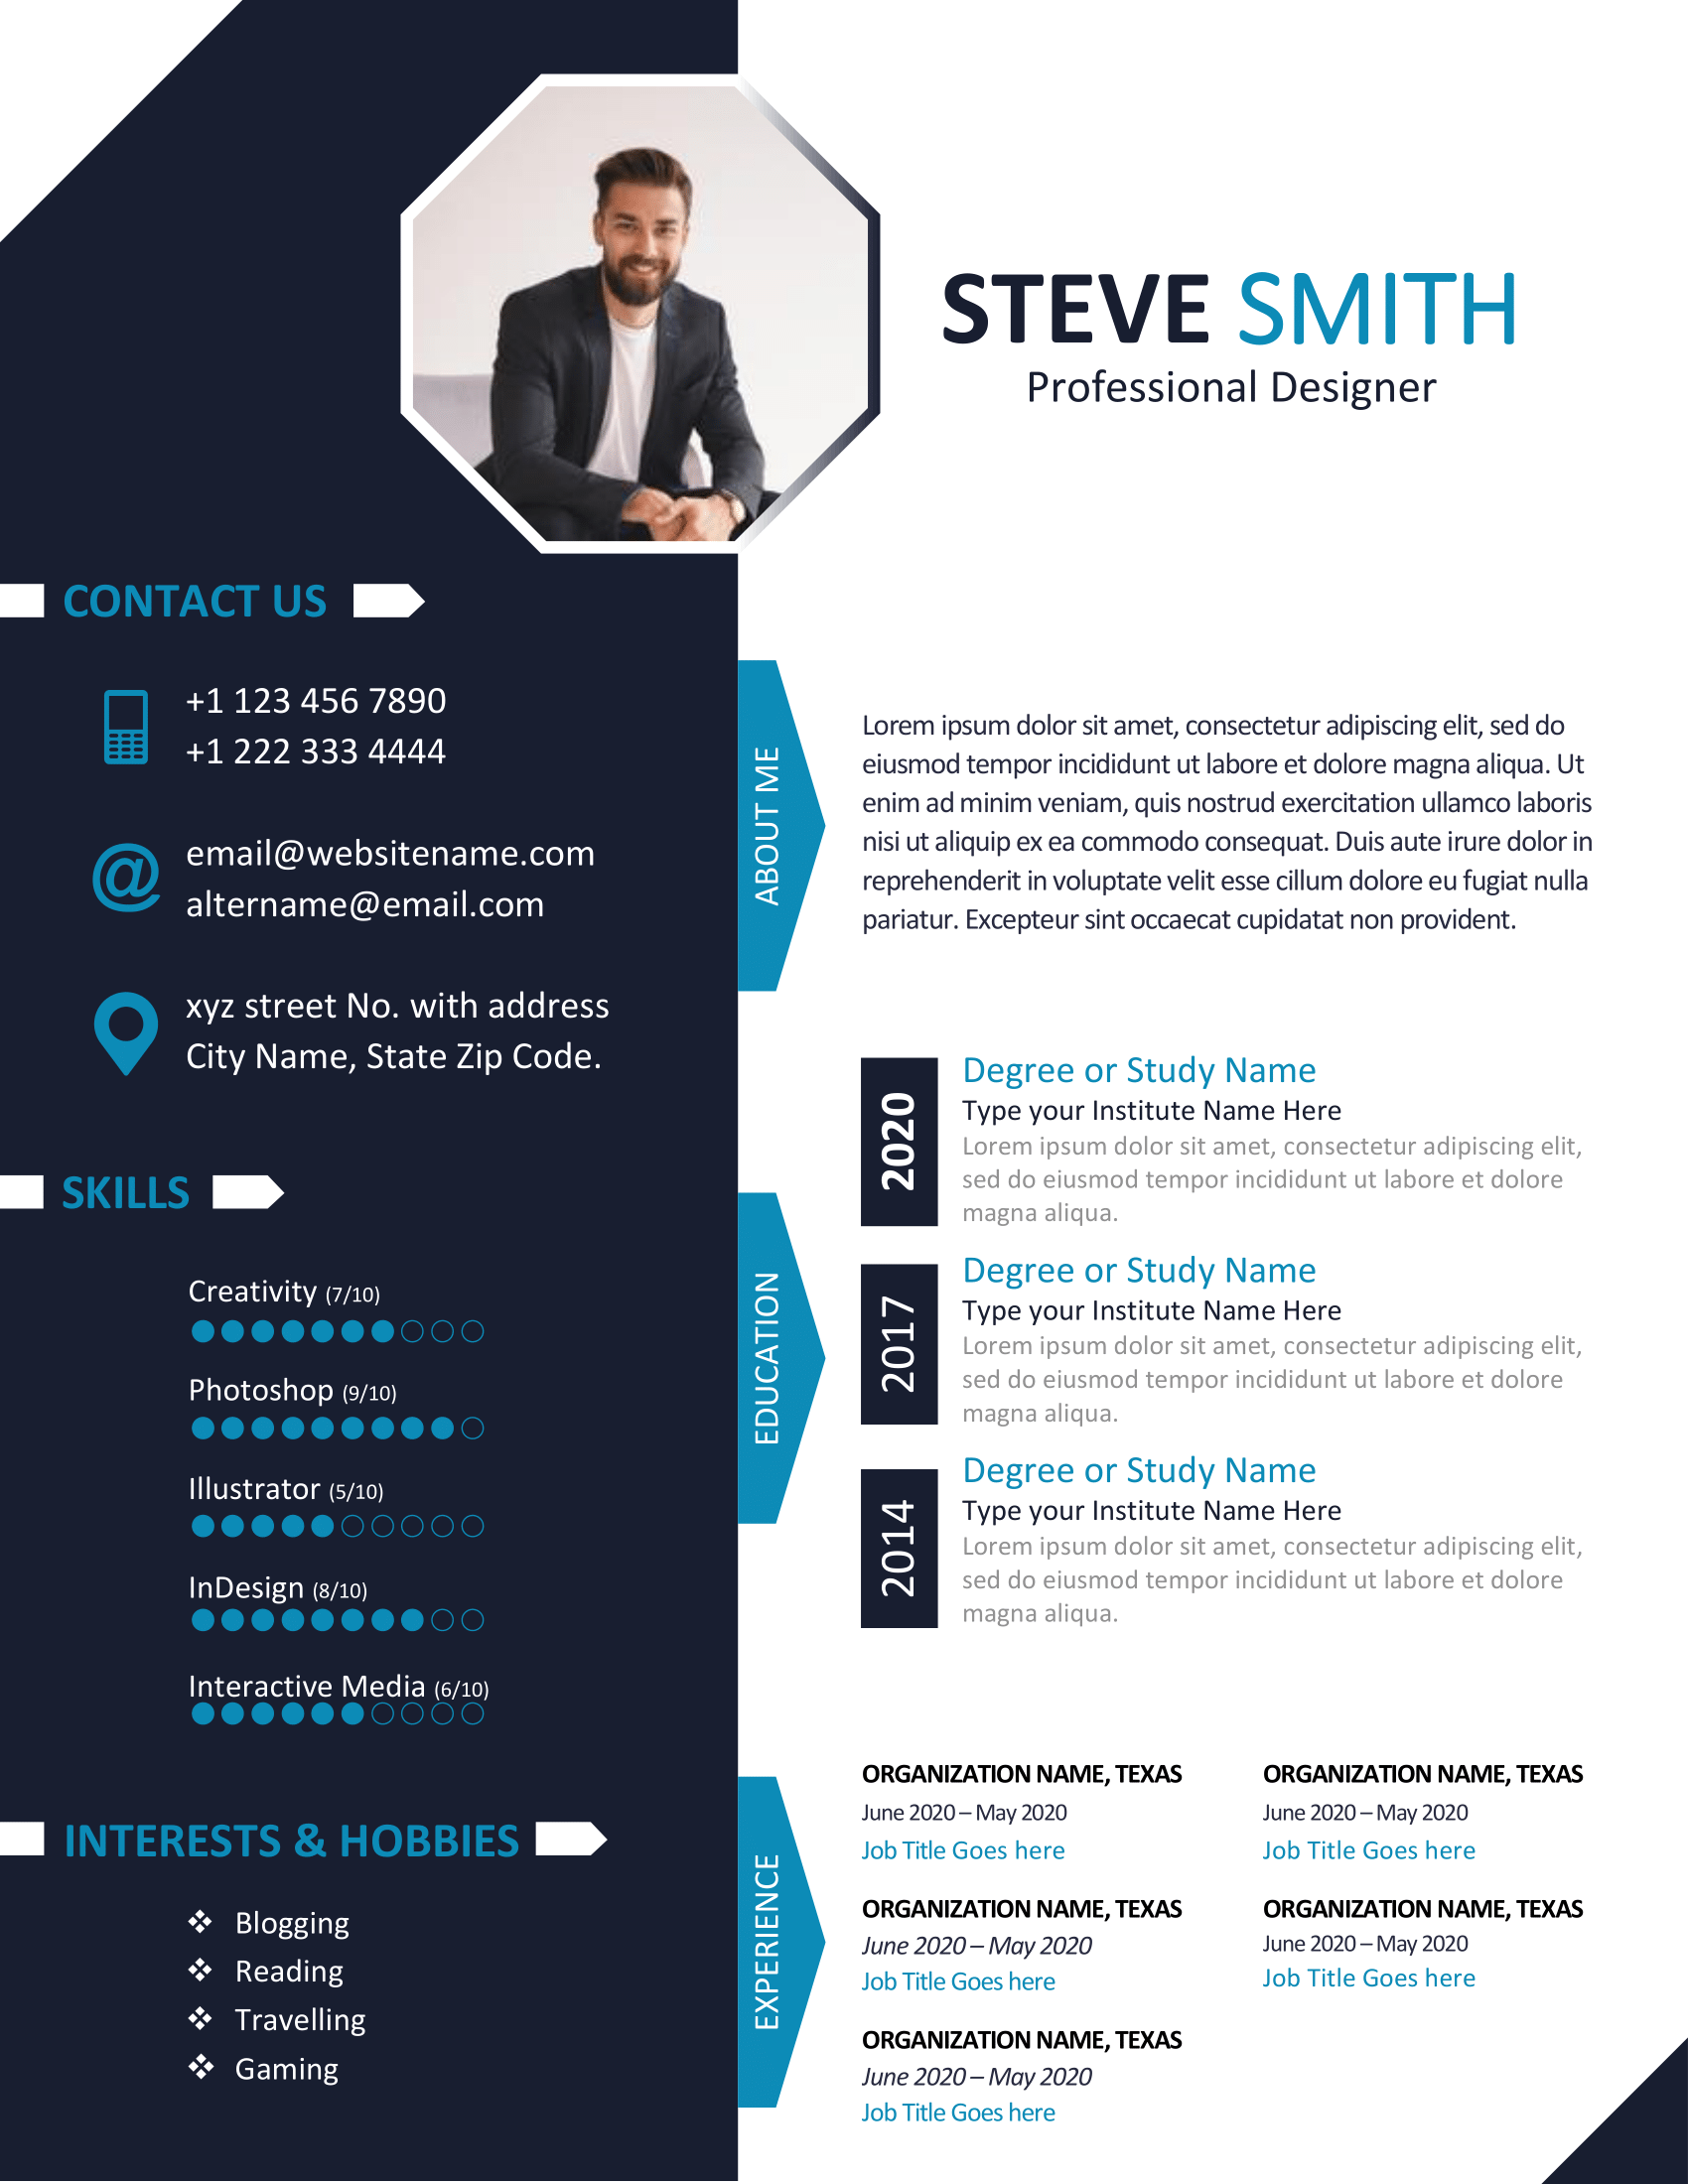 STEVE SMITH
Professional Designer
CONTACT US
+1 123 456 7890
+1 222 333 4444
email@websitename.com
altername@email.com
xyz street No. with address
City Name, State Zip Code.
SKILLS
Creativity (7/10)
Photoshop (9/10)
Illustrator (5/10)
InDesign (8/10)
Interactive Media (6/10)
INTERESTS & HOBBIES
Blogging
Reading
Travelling
Gaming
ABOUT ME
Lorem ipsum dolor sit amet, consectetur adipiscing elit, sed do
eiusmod tempor incididunt ut labore et dolore magna aliqua. Ut
enim ad minim veniam, quis nostrud exercitation ullamco laboris
nisi ut aliquip ex ea commodo consequat. Duis aute irure dolor in
reprehenderit in voluptate velit esse cillum dolore eu fugiat nulla
pariatur. Excepteur sint occaecat cupidatat non provident.
EDUCATION
2020
Degree or Study Name
Type your Institute Name Here
Lorem ipsum dolor sit amet, consectetur adipiscing elit,
sed do eiusmod tempor incididunt ut labore et dolore
magna aliqua.
2017
Degree or Study Name
Type your Institute Name Here
Lorem ipsum dolor sit amet, consectetur adipiscing elit,
sed do eiusmod tempor incididunt ut labore et dolore
magna aliqua.
2014
Degree or Study Name
Type your Institute Name Here
Lorem ipsum dolor sit amet, consectetur adipiscing elit,
sed do eiusmod tempor incididunt ut labore et dolore
magna aliqua.
EXPERIENCE
ORGANIZATION NAME, TEXAS
June 2020 – May 2020
Job Title Goes here
ORGANIZATION NAME, TEXAS
June 2020 – May 2020
Job Title Goes here
ORGANIZATION NAME, TEXAS
June 2020 – May 2020
Job Title Goes here
ORGANIZATION NAME, TEXAS
June 2020 – May 2020
Job Title Goes here
ORGANIZATION NAME, TEXAS
June 2020 – May 2020
Job Title Goes here